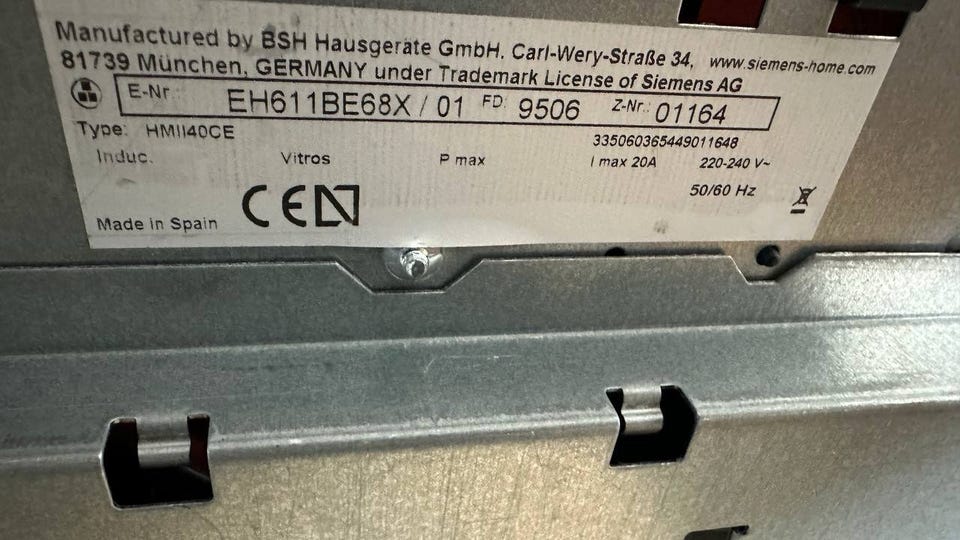 Manufactured by BSH Hausgeräte GmbH. Carl-Wery-Straße 34, www.siemens-home.com
81739 München, GERMANY under Trademark License of Siemens AG
E-Nr. EH611BE68X / 01 FD: 9506 Z-Nr. 01164
Type: HMII40CE 335060365449011648
Induc. Vitros P max I max 20A 220-240 V~
50/60 Hz
Made in Spain CE N